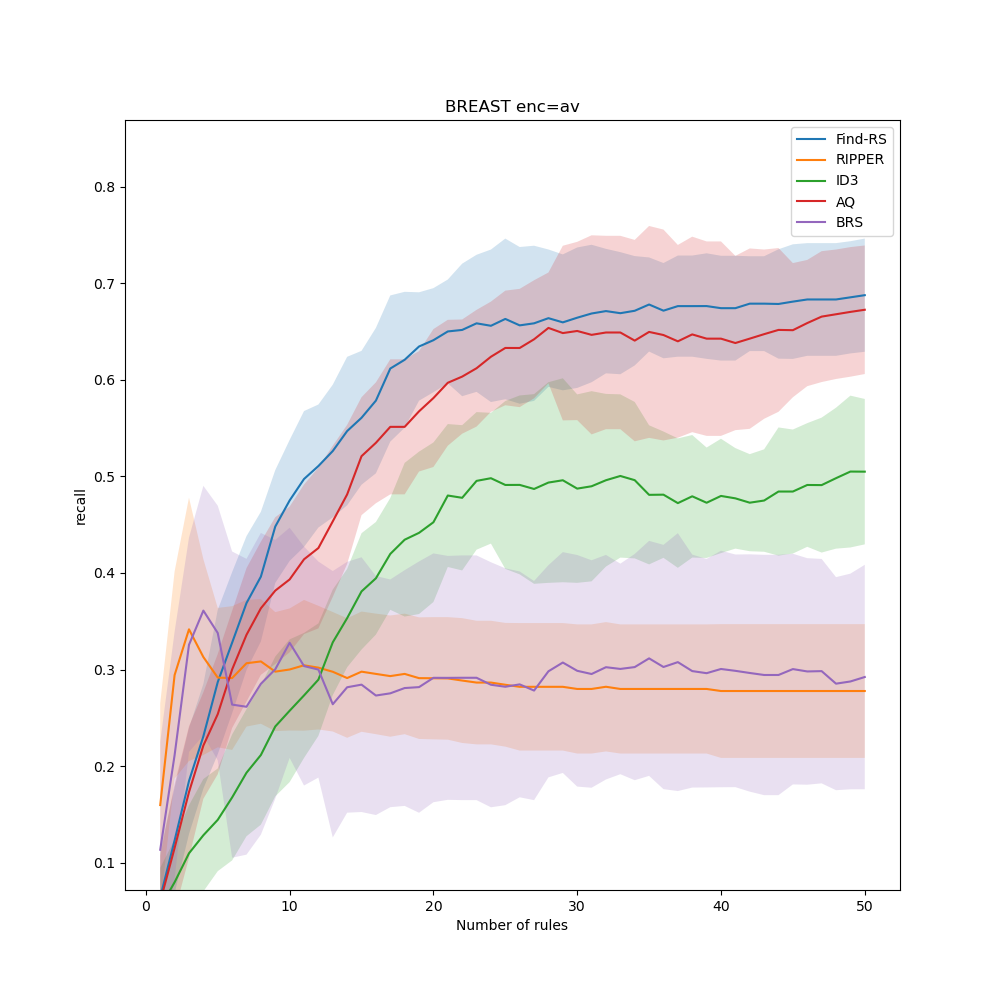 BREAST enc=av
Find-RS
RIPPER
ID3
AQ
BRS
recall
0.8
0.7
0.6
0.5
0.4
0.3
0.2
0.1
0 10 20 30 40 50
Number of rules